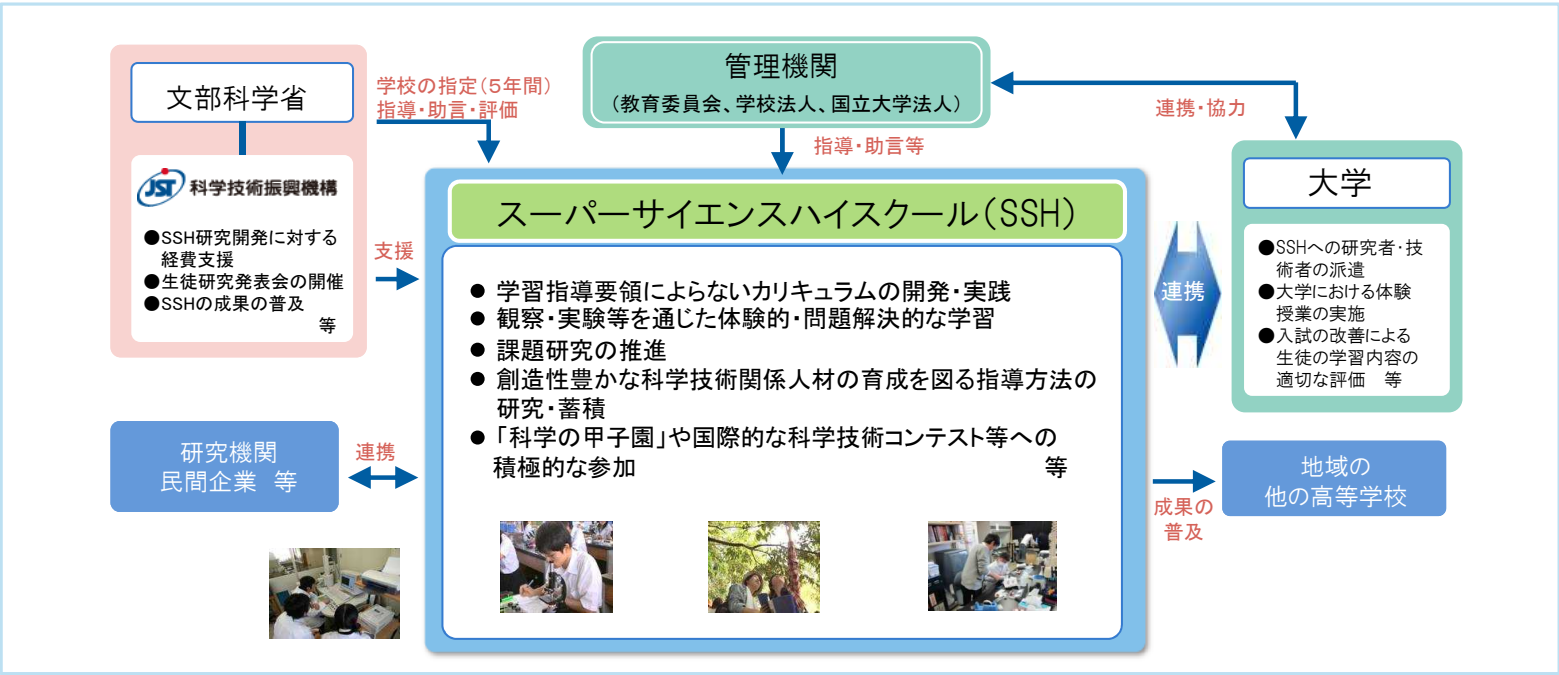 文部科学省
JST 科学技術振興機構
●SSH研究開発に対する
経費支援
●生徒研究発表会の開催
●SSHの成果の普及
等
学校の指定（５年間）
指導・助言・評価
支援
管理機関
（教育委員会、学校法人、国立大学法人）
指導・助言等
連携・協力
スーパーサイエンスハイスクール（SSH）
● 学習指導要領によらないカリキュラムの開発・実践
● 観察・実験等を通じた体験的・問題解決的な学習
● 課題研究の推進
● 創造性豊かな科学技術関係人材の育成を図る指導方法の
研究・蓄積
● 「科学の甲子園」や国際的な科学技術コンテスト等への
積極的な参加 等
連携
大学
●SSHへの研究者・技
術者の派遣
●大学における体験
授業の実施
●入試の改善による
生徒の学習内容の
適切な評価 等
研究機関
民間企業 等
連携
成果の
普及
地域の
他の高等学校